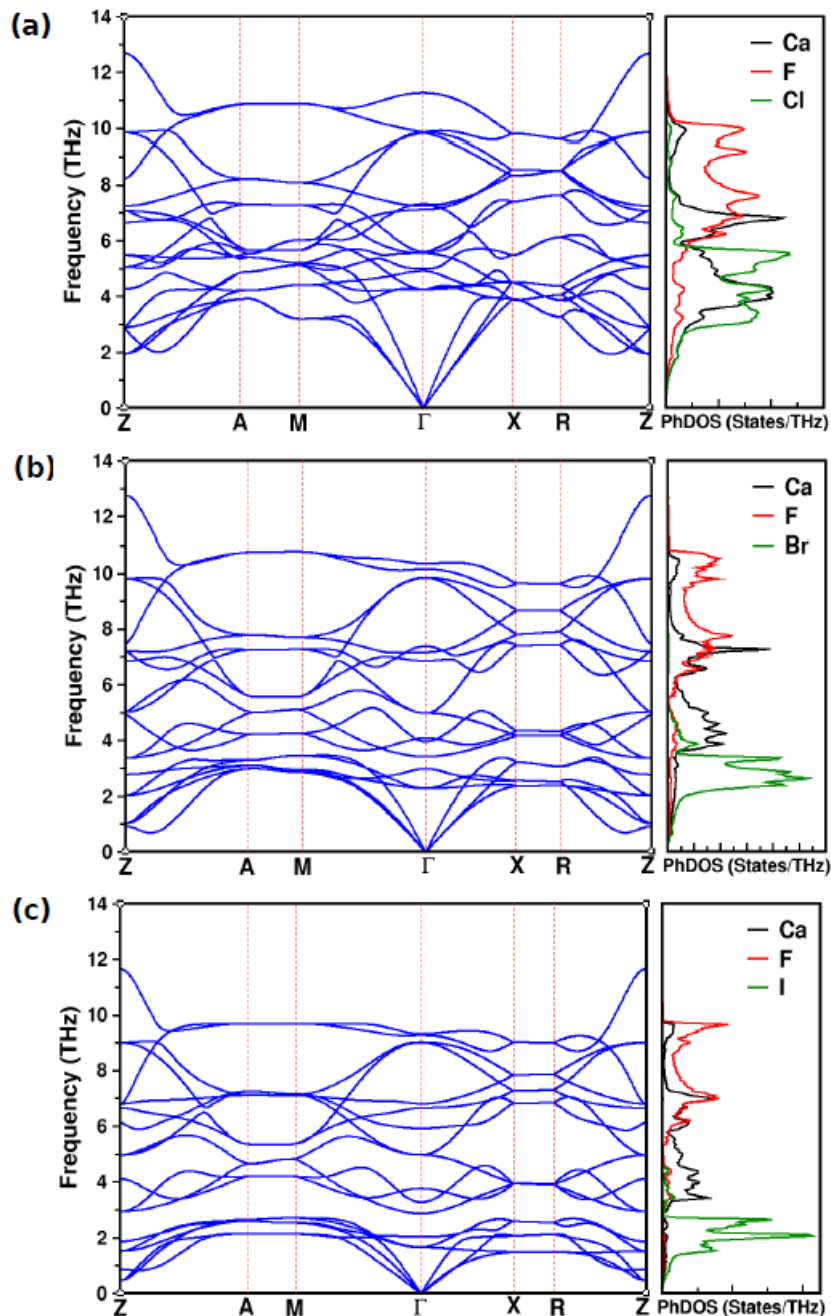 (a)
14
12
10
8
6
4
2
0
Frequency (THz)
Z A M Γ X R Z
Ca
F
Cl
PhDOS (States/THz)
(b)
14
12
10
8
6
4
2
0
Frequency (THz)
Z A M Γ X R Z
Ca
F
Br
PhDOS (States/THz)
(c)
14
12
10
8
6
4
2
0
Frequency (THz)
Z A M Γ X R Z
Ca
F
I
PhDOS (States/THz)